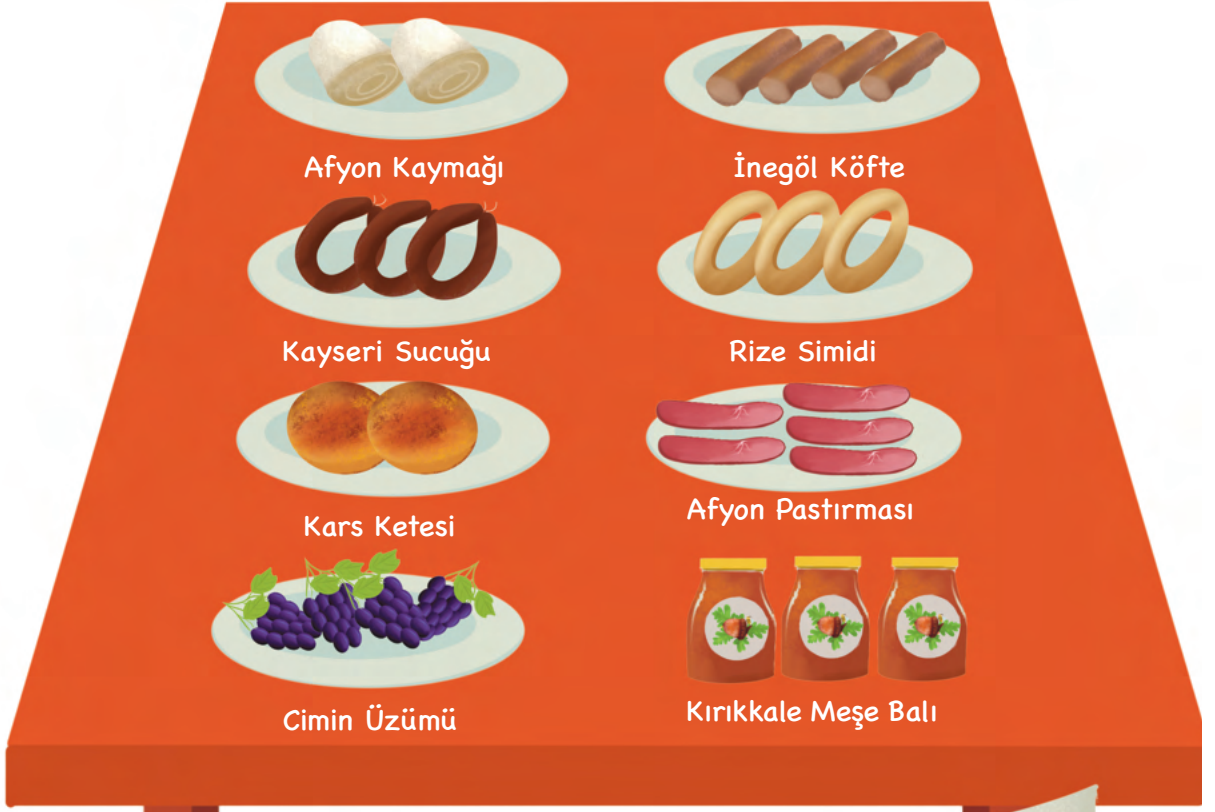 Afyon Kaymağı
İnegöl Köfte
Kayseri Sucuğu
Rize Simidi
Kars Ketesi
Afyon Pastırması
Cimin Üzümü
Kırıkkale Meşe Balı